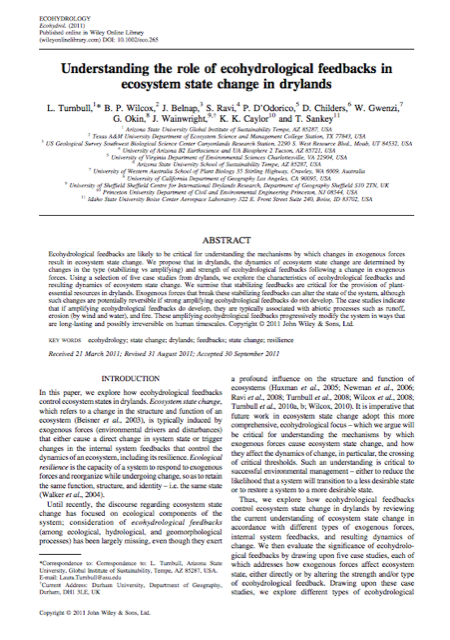 ECOHYDROLOGY
Ecohydrol. (2011)
Published online in Wiley Online Library
(wileyonlinelibrary.com) DOI: 10.1002/eco.265
Understanding the role of ecohydrological feedbacks in
ecosystem state change in drylands
L. Turnbull,1* B. P. Wilcox,2 J. Belnap,3 S. Ravi,4 P. D'Odorico,5 D. Childers,6 W. Gwenzi,7
G. Okin,8 J. Wainwright,9,† K. K. Caylor10 and T. Sankey11
1 Arizona State University Global Institute of Sustainability Tempe, AZ 85287, USA
2 Texas A&M University Department of Ecosystem Science and Management College Station, TX 77843, USA
3 US Geological Survey Southwest Biological Science Center Canyonlands Research Station, 2290 S. West Resource Blvd., Moab, UT 84532, USA
4 University of Arizona B2 Earthscience and UA Biosphere 2 Tucson, AZ 85721, USA
5 University of Virginia Department of Environmental Sciences Charlottesville, VA 22904, USA
6 Arizona State University School of Sustainability Tempe, AZ 85287, USA
7 University of Western Australia School of Plant Biology 35 Stirling Highway, Crawley, WA 6009, Australia
8 University of California Department of Geography Los Angeles, CA 90095, USA
9 University of Sheffield Sheffield Centre for International Drylands Research, Department of Geography Sheffield S10 2TN, UK
10 Princeton University Department of Civil and Environmental Engineering Princeton, NJ 08544, USA
11 Idaho State University Boise Center Aerospace Laboratory 322 E. Front Street Suite 240, Boise, ID 83702, USA
ABSTRACT
Ecohydrological feedbacks are likely to be critical for understanding the mechanisms by which changes in exogenous forces
result in ecosystem state change. We propose that in drylands, the dynamics of ecosystem state change are determined by
changes in the type (stabilizing vs amplifying) and strength of ecohydrological feedbacks following a change in exogenous
forces. Using a selection of five case studies from drylands, we explore the characteristics of ecohydrological feedbacks and
resulting dynamics of ecosystem state change. We surmise that stabilizing feedbacks are critical for the provision of plant-
essential resources in drylands. Exogenous forces that break these stabilizing feedbacks can alter the state of the system, although
such changes are potentially reversible if strong amplifying ecohydrological feedbacks do not develop. The case studies indicate
that if amplifying ecohydrological feedbacks do develop, they are typically associated with abiotic processes such as runoff,
erosion (by wind and water), and fire. These amplifying ecohydrological feedbacks progressively modify the system in ways that
are long-lasting and possibly irreversible on human timescales. Copyright © 2011 John Wiley & Sons, Ltd.
KEY WORDS ecohydrology; state change; drylands; feedbacks; state change; resilience
Received 21 March 2011; Revised 31 August 2011; Accepted 30 September 2011
INTRODUCTION
In this paper, we explore how ecohydrological feedbacks
control ecosystem states in drylands. Ecosystem state change,
which refers to a change in the structure and function of an
ecosystem (Beisner et al., 2003), is typically induced by
exogenous forces (environmental drivers and disturbances)
that either cause a direct change in system state or trigger
changes in the internal system feedbacks that control the
dynamics of an ecosystem, including its resilience. Ecological
resilience is the capacity of a system to respond to exogenous
forces and reorganize while undergoing change, so as to retain
the same function, structure, and identity – i.e. the same state
(Walker et al., 2004).
Until recently, the discourse regarding ecosystem state
change has focused on ecological components of the
system; consideration of ecohydrological feedbacks
(among ecological, hydrological, and geomorphological
processes) has been largely missing, even though they exert
*Correspondence to: Correspondence to: L. Turnbull, Arizona State
University, Global Institute of Sustainability, Tempe, AZ 85287, USA.
E-mail: Laura.Turnbull@asu.edu
†Current Address: Durham University, Department of Geography,
Durham, DH1 3LE, UK
a profound influence on the structure and function of
ecosystems (Huxman et al., 2005; Newman et al., 2006;
Ravi et al., 2008; Turnbull et al., 2008; Wilcox et al., 2008;
Turnbull et al., 2010a, b; Wilcox, 2010). It is imperative that
future work in ecosystem state change adopt this more
comprehensive, ecohydrological focus – which we argue will
be critical for understanding the mechanisms by which
exogenous forces cause ecosystem state change, and how
they affect the dynamics of change, in particular, the crossing
of critical thresholds. Such an understanding is critical to
successful environmental management – either to reduce the
likelihood that a system will transition to a less desirable state
or to restore a system to a more desirable state.
Thus, we explore how ecohydrological feedbacks
control ecosystem state change in drylands by reviewing
the current understanding of ecosystem state change in
accordance with different types of exogenous forces,
internal system feedbacks, and resulting dynamics of
change. We then evaluate the significance of ecohydrolo-
gical feedbacks by drawing upon five case studies, each of
which addresses how exogenous forces affect ecosystem
state, either directly or by altering the strength and/or type
of ecohydrological feedback. Drawing upon these case
studies, we explore different types of ecohydrological
Copyright © 2011 John Wiley & Sons, Ltd.